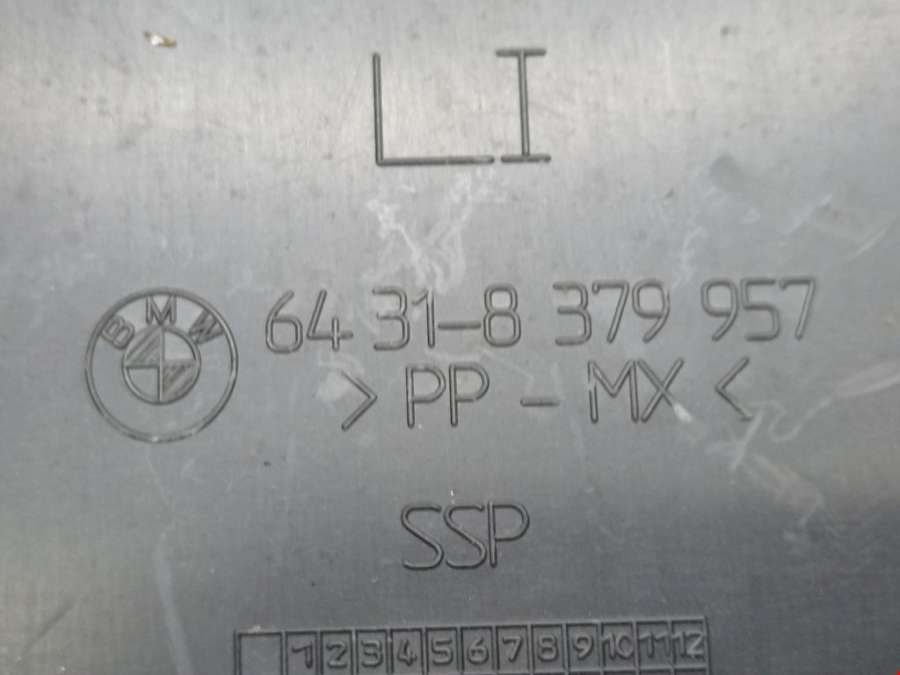 LI
BMW 64 31-8 379 957
>PP-MX<
SSP
1 2 3 4 5 6 7 8 9 10 11 12